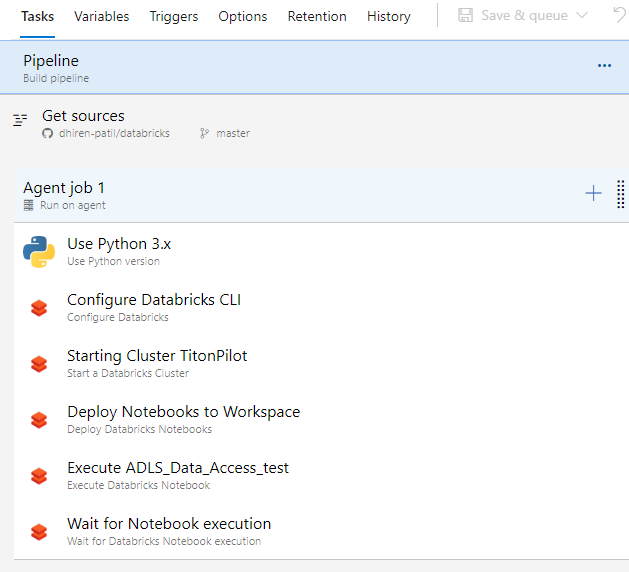 Tasks Variables Triggers Options Retention History Save & queue
Pipeline
Build pipeline
...
Get sources
dhiren-patil/databricks master
Agent job 1
Run on agent
Use Python 3.x
Use Python version
Configure Databricks CLI
Configure Databricks
Starting Cluster TitonPilot
Start a Databricks Cluster
Deploy Notebooks to Workspace
Deploy Databricks Notebooks
Execute ADLS_Data_Access_test
Execute Databricks Notebook
Wait for Notebook execution
Wait for Databricks Notebook execution